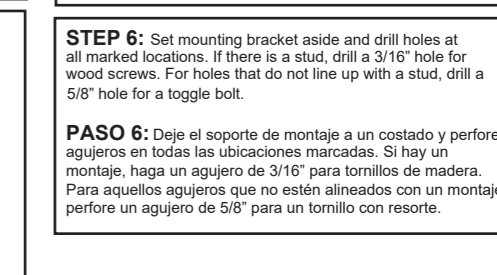 STEP 6: Set mounting bracket aside and drill holes at
all marked locations. If there is a stud, drill a 3/16” hole for
wood screws. For holes that do not line up with a stud, drill a
5/8” hole for a toggle bolt.
PASO 6: Deje el soporte de montaje a un costado y perfore
agujeros en todas las ubicaciones marcadas. Si hay un
montaje, haga un agujero de 3/16” para tornillos de madera.
Para aquellos agujeros que no estén alineados con un montaje
perfore un agujero de 5/8” para un tornillo con resorte.